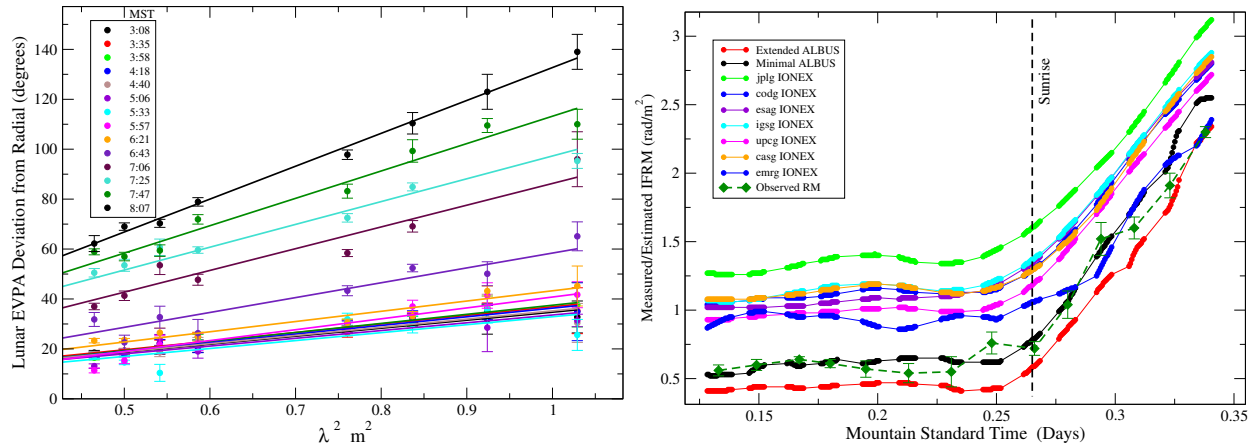 MST
3:08
3:35
3:58
4:18
4:40
5:06
5:33
5:57
6:21
6:43
7:06
7:25
7:47
8:07
Lunar EVPA Deviation from Radial (degrees)
140
120
100
80
60
40
20
0
0.5
0.6
0.7
0.8
0.9
1
λ² m²
Extended ALBUS
Minimal ALBUS
jplg IONEX
codg IONEX
esag IONEX
igsg IONEX
upcg IONEX
casg IONEX
emrg IONEX
Observed RM
Sunrise
Measured/Estimated IFRM (rad/m²)
3
2.5
2
1.5
1
0.5
0.15
0.2
0.25
0.3
0.35
Mountain Standard Time (Days)